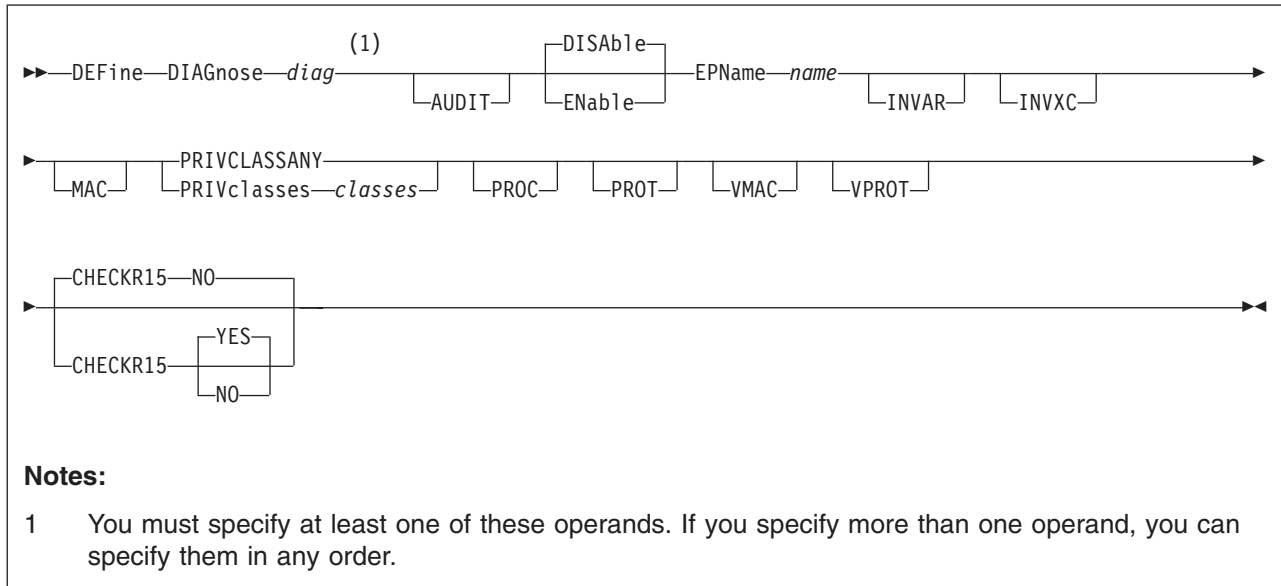 (1)
DISAble
DEFine DIAGnose diag EPName name
AUDIT ENable INVAR INVXC
PRIVCLASSANY
MAC PRIVclasses classes PROC PROT VMAC VPROT
CHECKR15 NO
YES
CHECKR15
NO
Notes:
1 You must specify at least one of these operands. If you specify more than one operand, you can
specify them in any order.